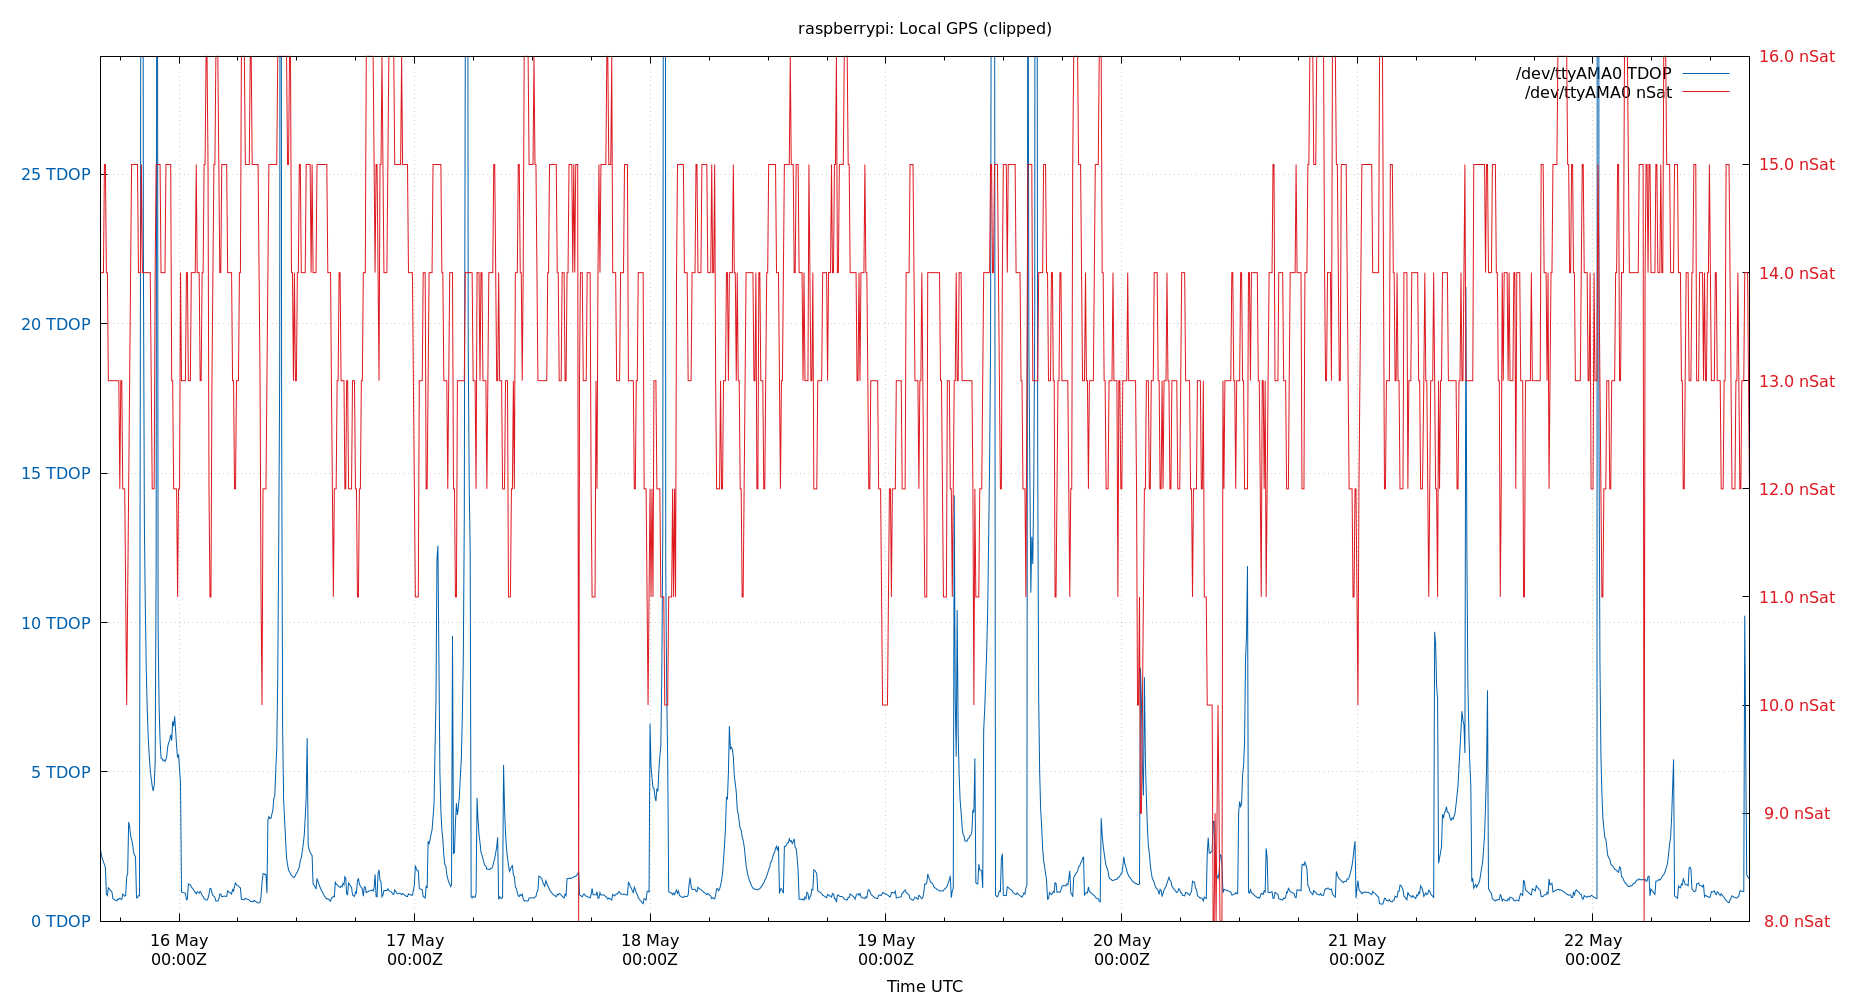 raspberrypi: Local GPS (clipped)
/dev/ttyAMA0 TDOP
/dev/ttyAMA0 nSat
25 TDOP
20 TDOP
15 TDOP
10 TDOP
5 TDOP
0 TDOP
16.0 nSat
15.0 nSat
14.0 nSat
13.0 nSat
12.0 nSat
11.0 nSat
10.0 nSat
9.0 nSat
8.0 nSat
16 May
00:00Z
17 May
00:00Z
18 May
00:00Z
19 May
00:00Z
20 May
00:00Z
21 May
00:00Z
22 May
00:00Z
Time UTC